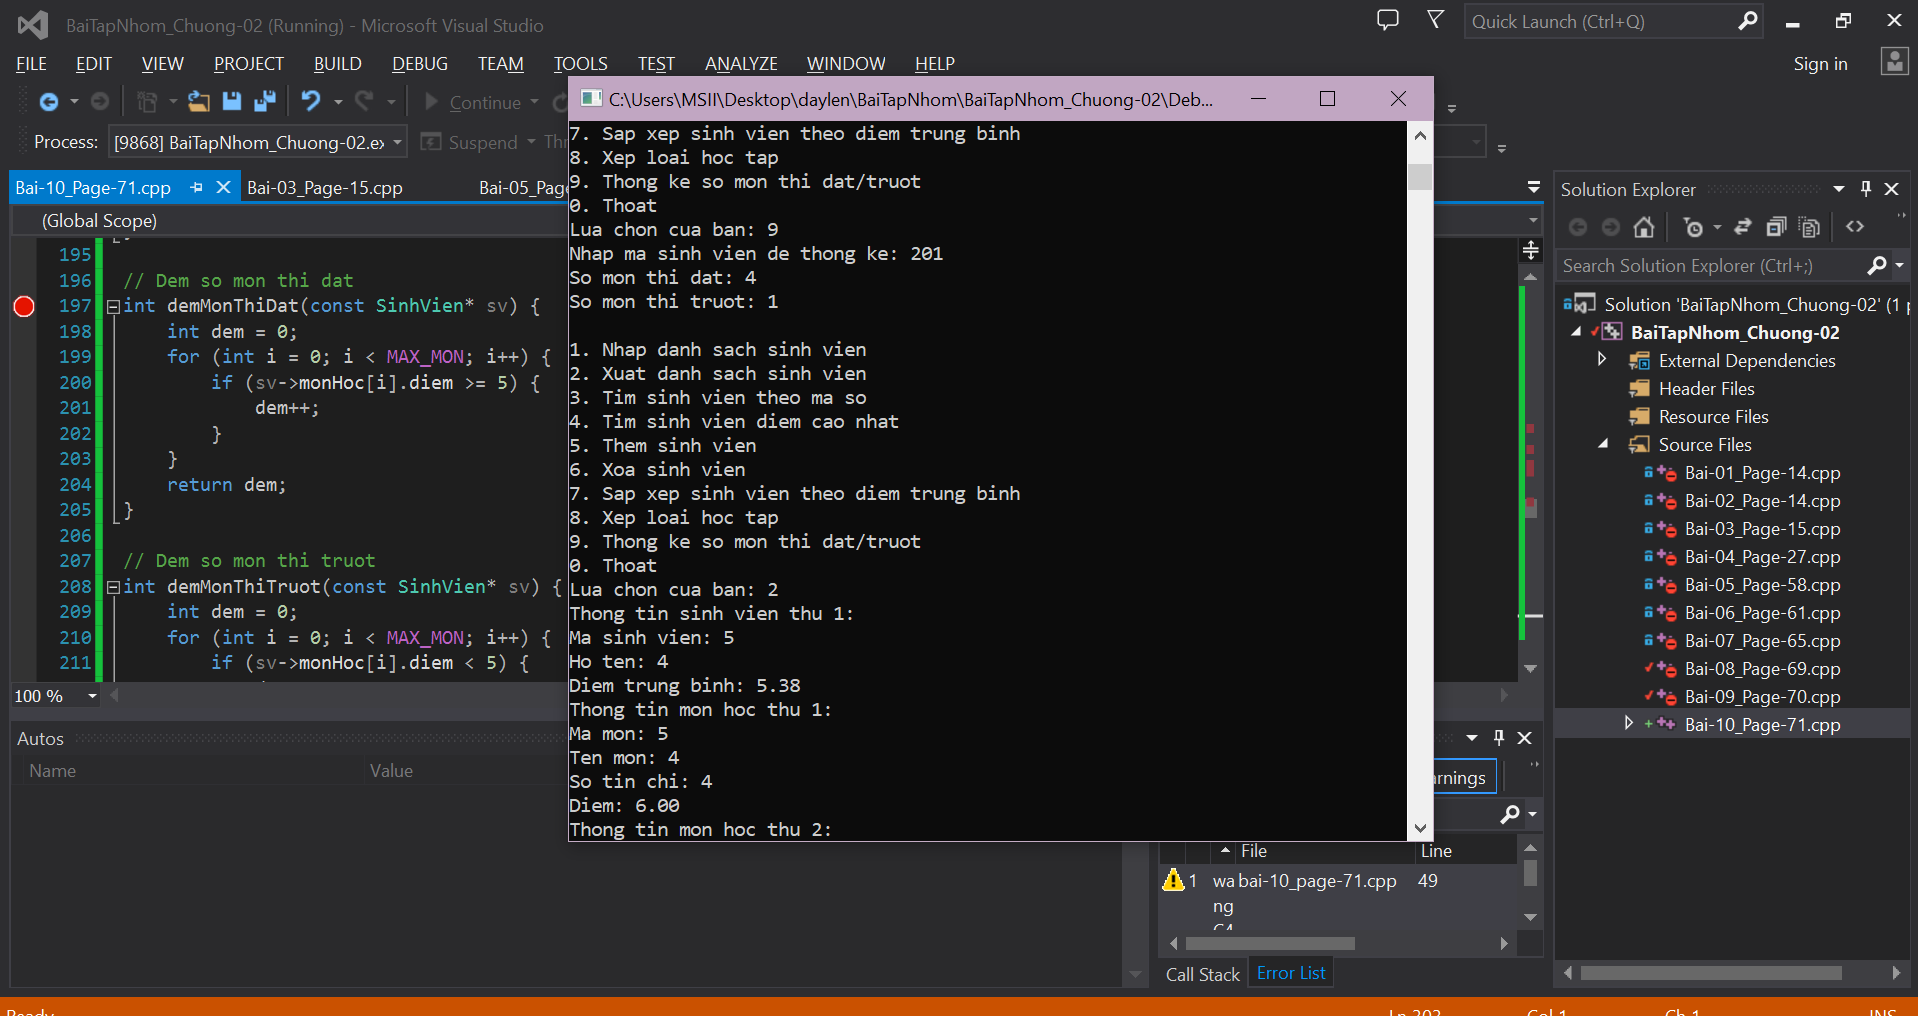 BaiTapNhom_Chuong-02 (Running) - Microsoft Visual Studio
Quick Launch (Ctrl+Q)
FILE EDIT VIEW PROJECT BUILD DEBUG TEAM TOOLS TEST ANALYZE WINDOW HELP
Sign in
Continue
Process: [9868] BaiTapNhom_Chuong-02.ex
Suspend
Bai-10_Page-71.cpp
Bai-03_Page-15.cpp
(Global Scope)
195
196 // Dem so mon thi dat
197 int demMonThiDat(const SinhVien* sv) {
198 int dem = 0;
199 for (int i = 0; i < MAX_MON; i++) {
200 if (sv->monHoc[i].diem >= 5) {
201 dem++;
202 }
203 }
204 return dem;
205 }
206
207 // Dem so mon thi truot
208 int demMonThiTruot(const SinhVien* sv) {
209 int dem = 0;
210 for (int i = 0; i < MAX_MON; i++) {
211 if (sv->monHoc[i].diem < 5) {
100 %
Autos
Name Value
C:\Users\MSII\Desktop\daylen\BaiTapNhom\BaiTapNhom_Chuong-02\Deb...
7. Sap xep sinh vien theo diem trung binh
8. Xep loai hoc tap
9. Thong ke so mon thi dat/truot
0. Thoat
Lua chon cua ban: 9
Nhap ma sinh vien de thong ke: 201
So mon thi dat: 4
So mon thi truot: 1
1. Nhap danh sach sinh vien
2. Xuat danh sach sinh vien
3. Tim sinh vien theo ma so
4. Tim sinh vien diem cao nhat
5. Them sinh vien
6. Xoa sinh vien
7. Sap xep sinh vien theo diem trung binh
8. Xep loai hoc tap
9. Thong ke so mon thi dat/truot
0. Thoat
Lua chon cua ban: 2
Thong tin sinh vien thu 1:
Ma sinh vien: 5
Ho ten: 4
Diem trung binh: 5.38
Thong tin mon hoc thu 1:
Ma mon: 5
Ten mon: 4
So tin chi: 4
Diem: 6.00
Thong tin mon hoc thu 2:
File Line
1 wa bai-10_page-71.cpp 49
ng
Call Stack Error List
Solution Explorer
Search Solution Explorer (Ctrl+;)
Solution 'BaiTapNhom_Chuong-02' (1 p
BaiTapNhom_Chuong-02
External Dependencies
Header Files
Resource Files
Source Files
Bai-01_Page-14.cpp
Bai-02_Page-14.cpp
Bai-03_Page-15.cpp
Bai-04_Page-27.cpp
Bai-05_Page-58.cpp
Bai-06_Page-61.cpp
Bai-07_Page-65.cpp
Bai-08_Page-69.cpp
Bai-09_Page-70.cpp
Bai-10_Page-71.cpp